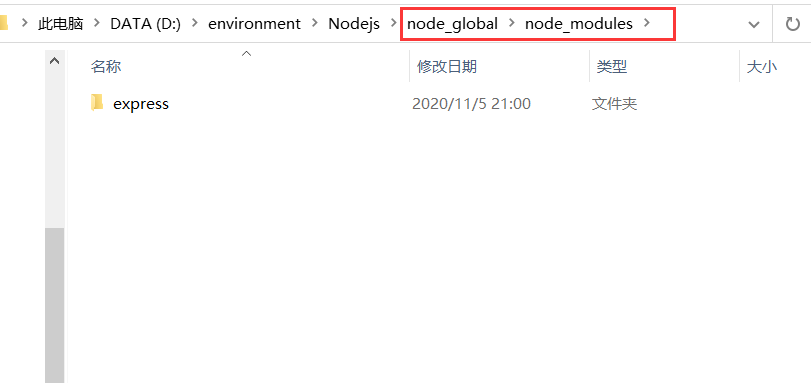 此电脑 > DATA (D:) > environment > Nodejs > node_global > node_modules >
名称 修改日期 类型 大小
express 2020/11/5 21:00 文件夹